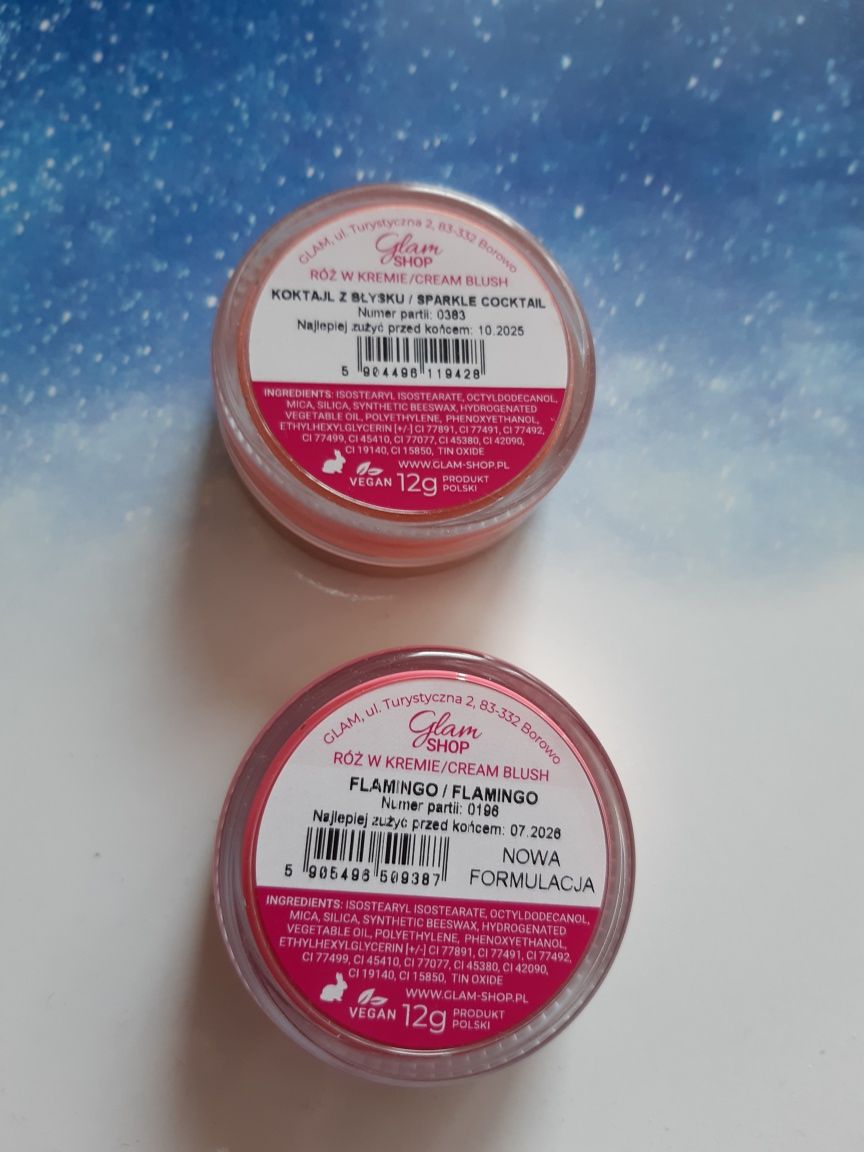 GLAM, ul. Turystyczna 2, 83-332 Borowo
Glam
SHOP
RÓŻ W KREMIE/CREAM BLUSH
KOKTAJL Z BŁYSKU / SPARKLE COCKTAIL
Numer partii: 0383
Najlepiej zużyć przed końcem: 10.2025
5 904496 119428
INGREDIENTS: ISOSTEARYL ISOSTEARATE, OCTYLDODECANOL,
MICA, SILICA, SYNTHETIC BEESWAX, HYDROGENATED
VEGETABLE OIL, POLYETHYLENE, PHENOXYETHANOL,
ETHYLHEXYLGLYCERIN [+/-] CI 77891, CI 77491, CI 77492,
CI 77499, CI 45410, CI 77077, CI 45380, CI 42090,
CI 19140, CI 15850, TIN OXIDE
WWW.GLAM-SHOP.PL
VEGAN 12g PRODUKT
POLSKI
GLAM, ul. Turystyczna 2, 83-332 Borowo
Glam
SHOP
RÓŻ W KREMIE/CREAM BLUSH
FLAMINGO / FLAMINGO
Numer partii: 0196
Najlepiej zużyć przed końcem: 07.2026
5 905496 509387
NOWA
FORMULACJA
INGREDIENTS: ISOSTEARYL ISOSTEARATE, OCTYLDODECANOL,
MICA, SILICA, SYNTHETIC BEESWAX, HYDROGENATED
VEGETABLE OIL, POLYETHYLENE, PHENOXYETHANOL,
ETHYLHEXYLGLYCERIN [+/-] CI 77891, CI 77491, CI 77492,
CI 77499, CI 45410, CI 77077, CI 45380, CI 42090,
CI 19140, CI 15850, TIN OXIDE
WWW.GLAM-SHOP.PL
VEGAN 12g PRODUKT
POLSKI